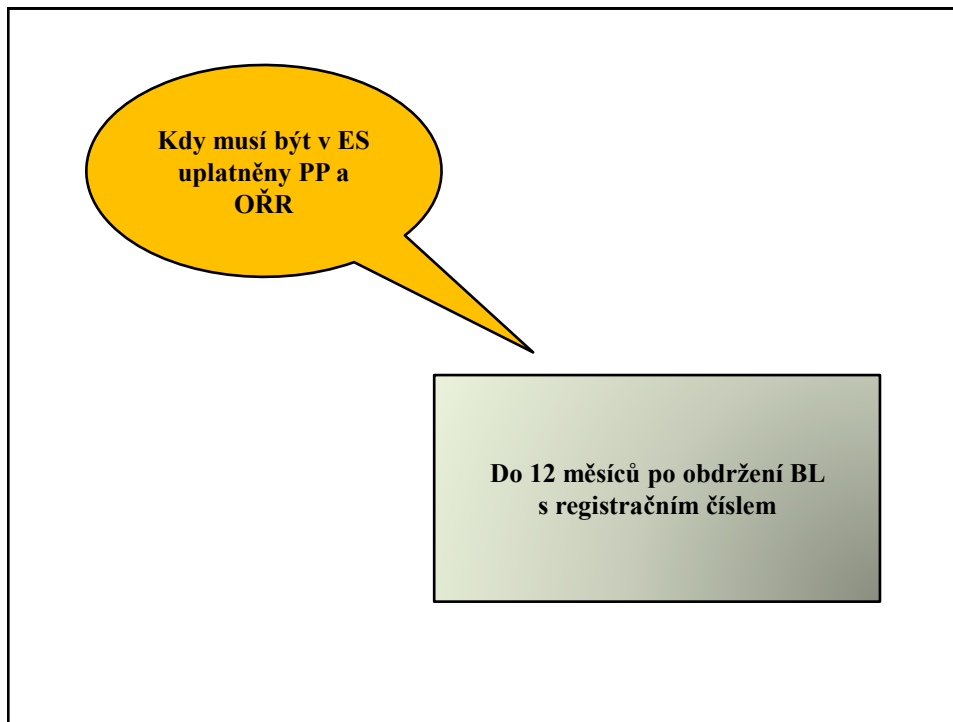 Kdy musí být v ES
uplatněny PP a
OŘR
Do 12 měsíců po obdržení BL
s registračním číslem